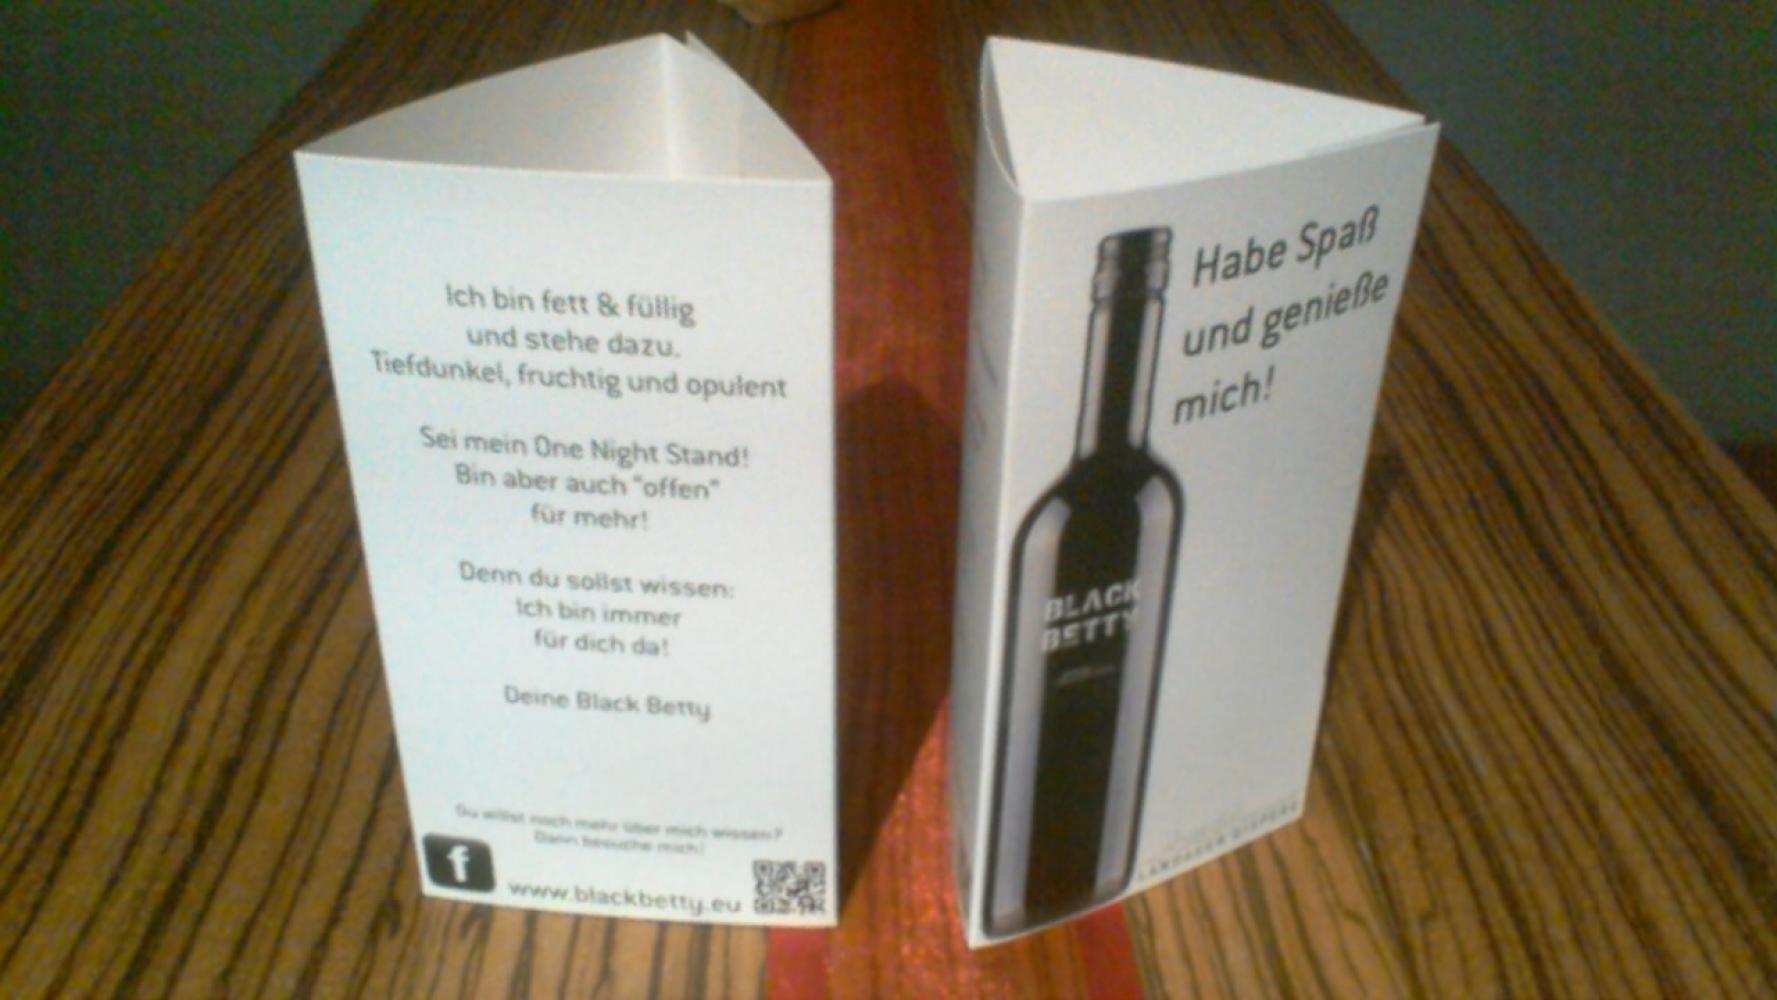 Ich bin fett & füllig
und stehe dazu.
Tiefdunkel, fruchtig und opulent
Sei mein One Night Stand!
Bin aber auch "offen"
für mehr!
Denn du sollst wissen:
Ich bin immer
für dich da!
Deine Black Betty
Du willst noch mehr über mich wissen?
Dann besuche mich!
f
www.blackbetty.eu
Habe Spaß
und genieße
mich!
BLACK
BETTY